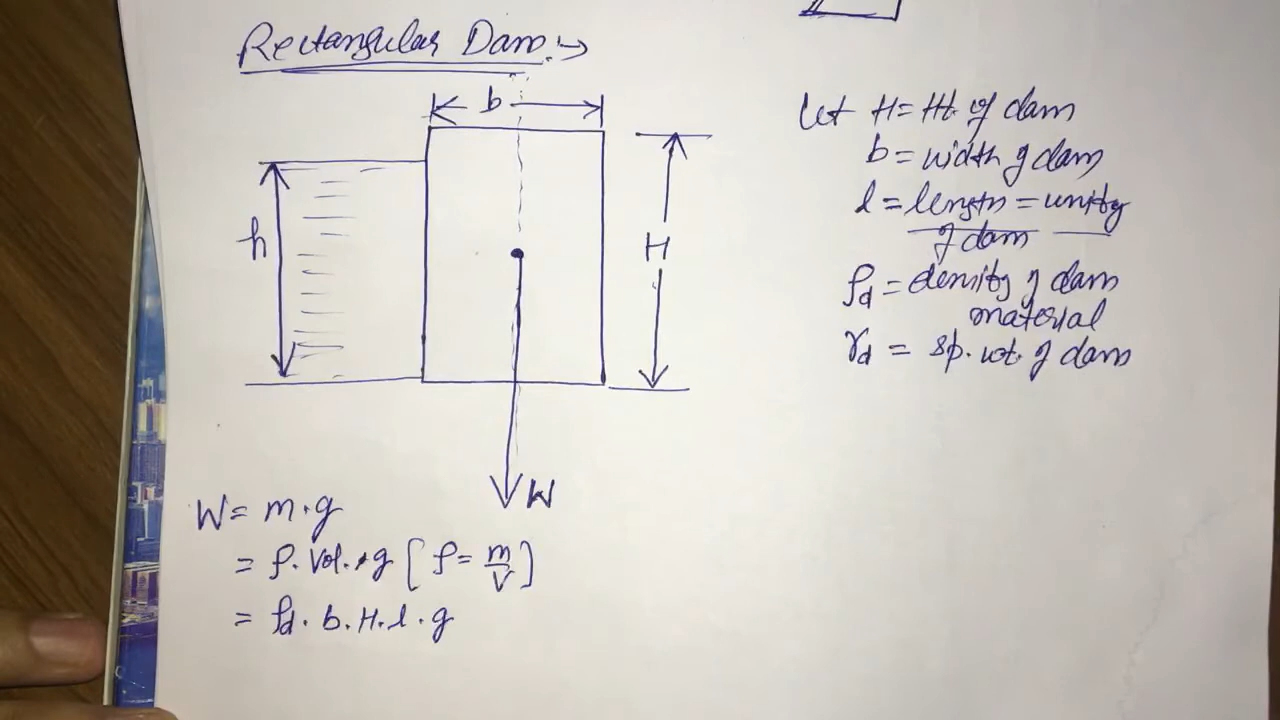 Rectangular Dam:→
b
h
H
W
Let H = Ht. of dam
b = width of dam
l = length = unity
of dam
ρd = density of dam
material
γd = sp. wt. of dam
W = m.g
= ρ. Vol. g [ρ = m/V]
= ρd. b. H. l. g